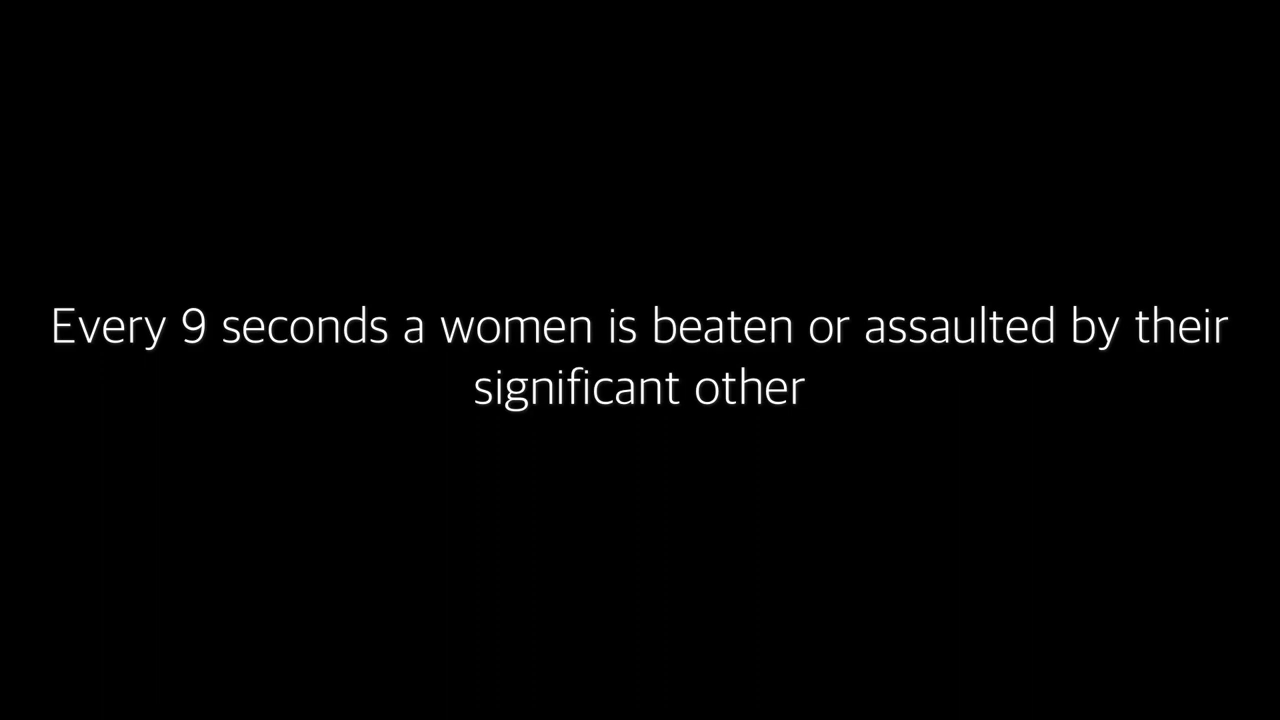 Every 9 seconds a women is beaten or assaulted by their
significant other